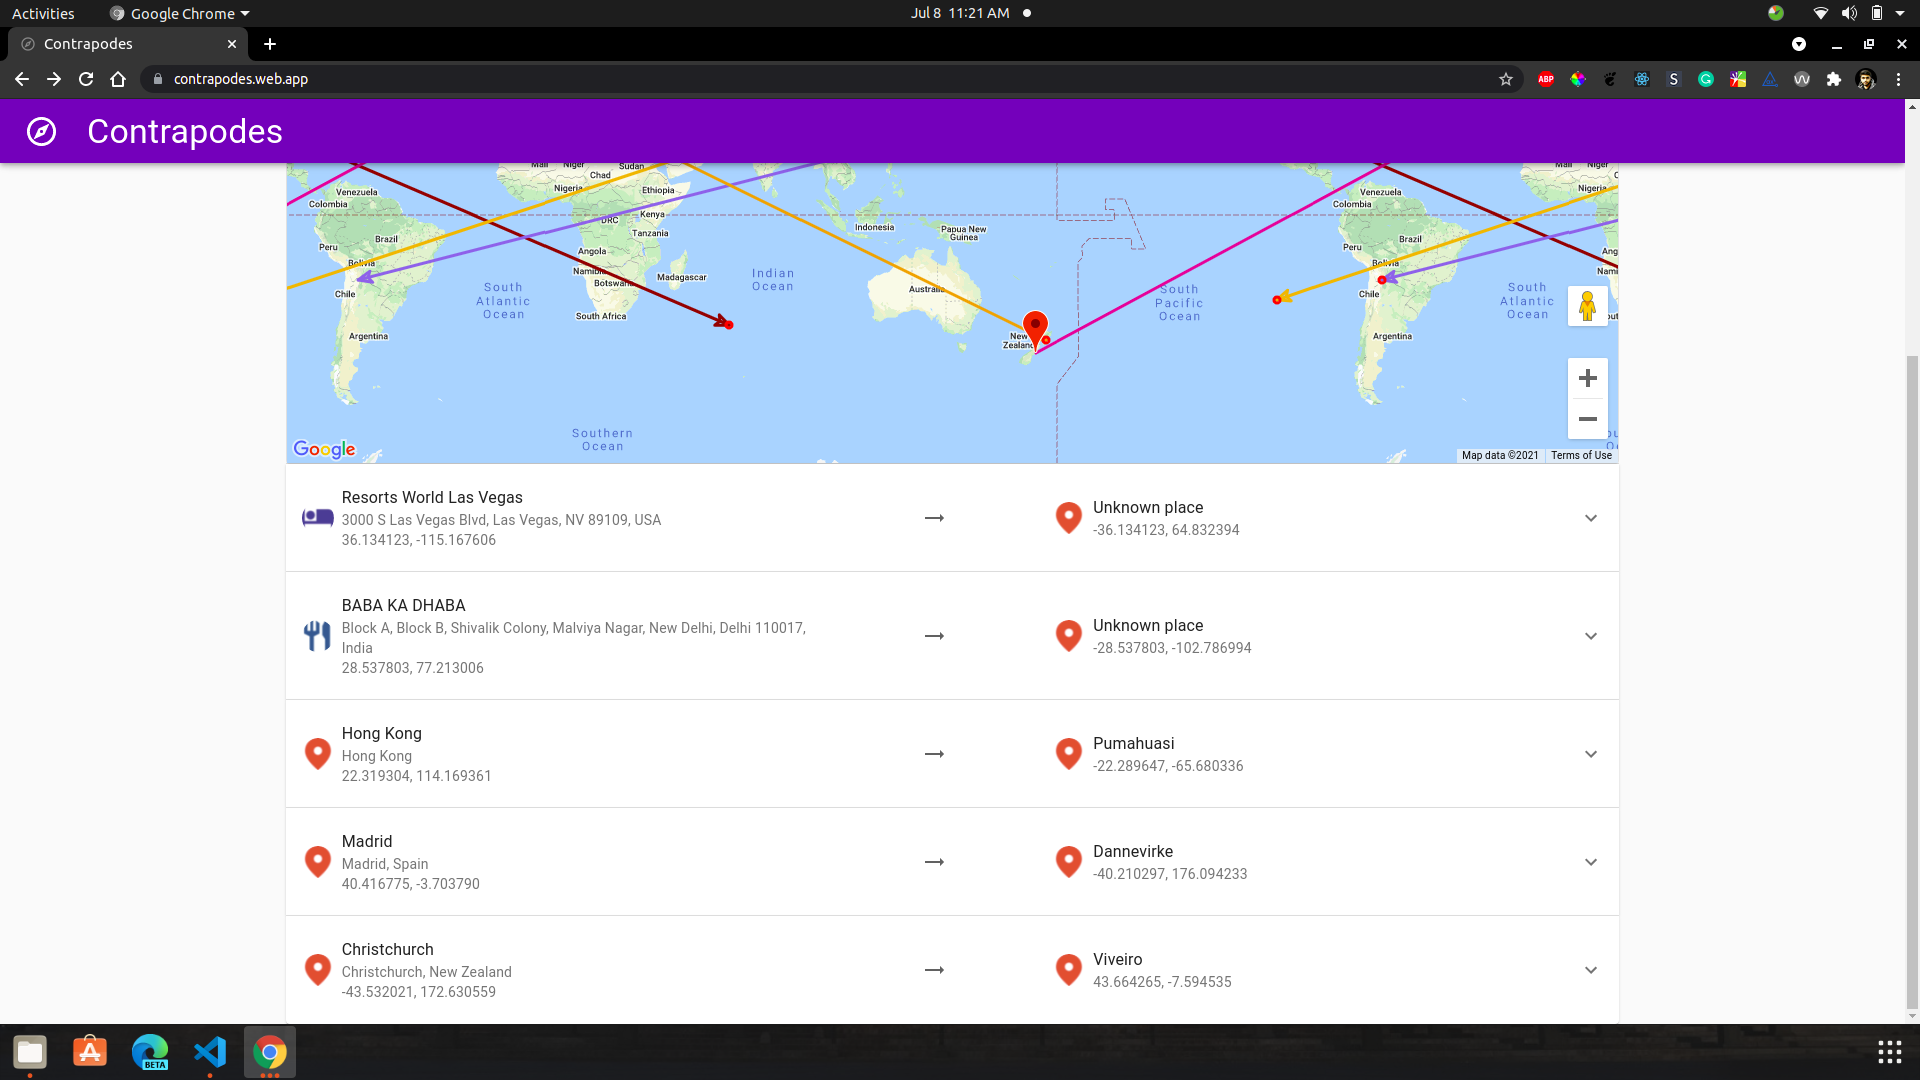 Activities
Google Chrome
Jul 8 11:21 AM
Contrapodes
contrapodes.web.app
ABP
S
Contrapodes
Mali
Niger
Sudan
Chad
Nigeria
Ethiopia
Venezuela
Colombia
DRC
Kenya
Tanzania
Peru
Brazil
Bolivia
Angola
Namibia
Botswana
Madagascar
Chile
South Africa
Argentina
South
Atlantic
Ocean
Indian
Ocean
Indonesia
Papua New
Guinea
Australia
New
Zealand
South
Pacific
Ocean
Southern
Ocean
Mali
Niger
Nigeria
Venezuela
Colombia
Peru
Brazil
Bolivia
Chile
Argentina
South
Atlantic
Ocean
Ang
Nami
Google
Map data ©2021
Terms of Use
Resorts World Las Vegas
3000 S Las Vegas Blvd, Las Vegas, NV 89109, USA
36.134123, -115.167606
Unknown place
-36.134123, 64.832394
BABA KA DHABA
Block A, Block B, Shivalik Colony, Malviya Nagar, New Delhi, Delhi 110017,
India
28.537803, 77.213006
Unknown place
-28.537803, -102.786994
Hong Kong
Hong Kong
22.319304, 114.169361
Pumahuasi
-22.289647, -65.680336
Madrid
Madrid, Spain
40.416775, -3.703790
Dannevirke
-40.210297, 176.094233
Christchurch
Christchurch, New Zealand
-43.532021, 172.630559
Viveiro
43.664265, -7.594535
BETA